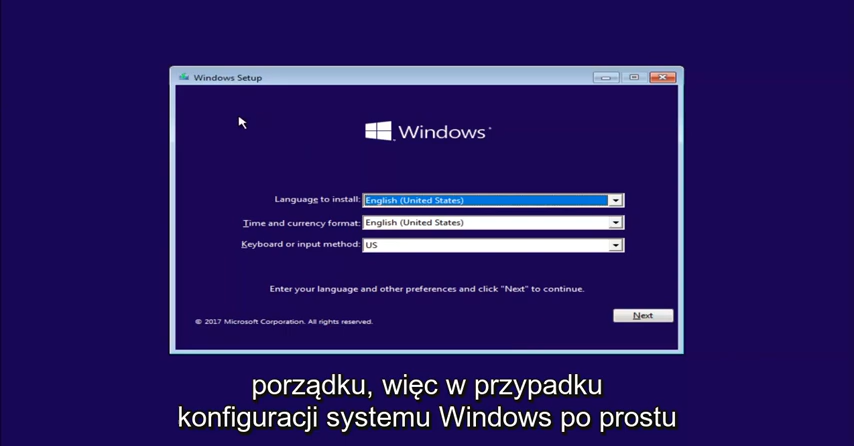 Windows Setup
Windows
Language to install: English (United States)
Time and currency format: English (United States)
Keyboard or input method: US
Enter your language and other preferences and click "Next" to continue.
Next
© 2017 Microsoft Corporation. All rights reserved.
porządku, więc w przypadku
konfiguracji systemu Windows po prostu